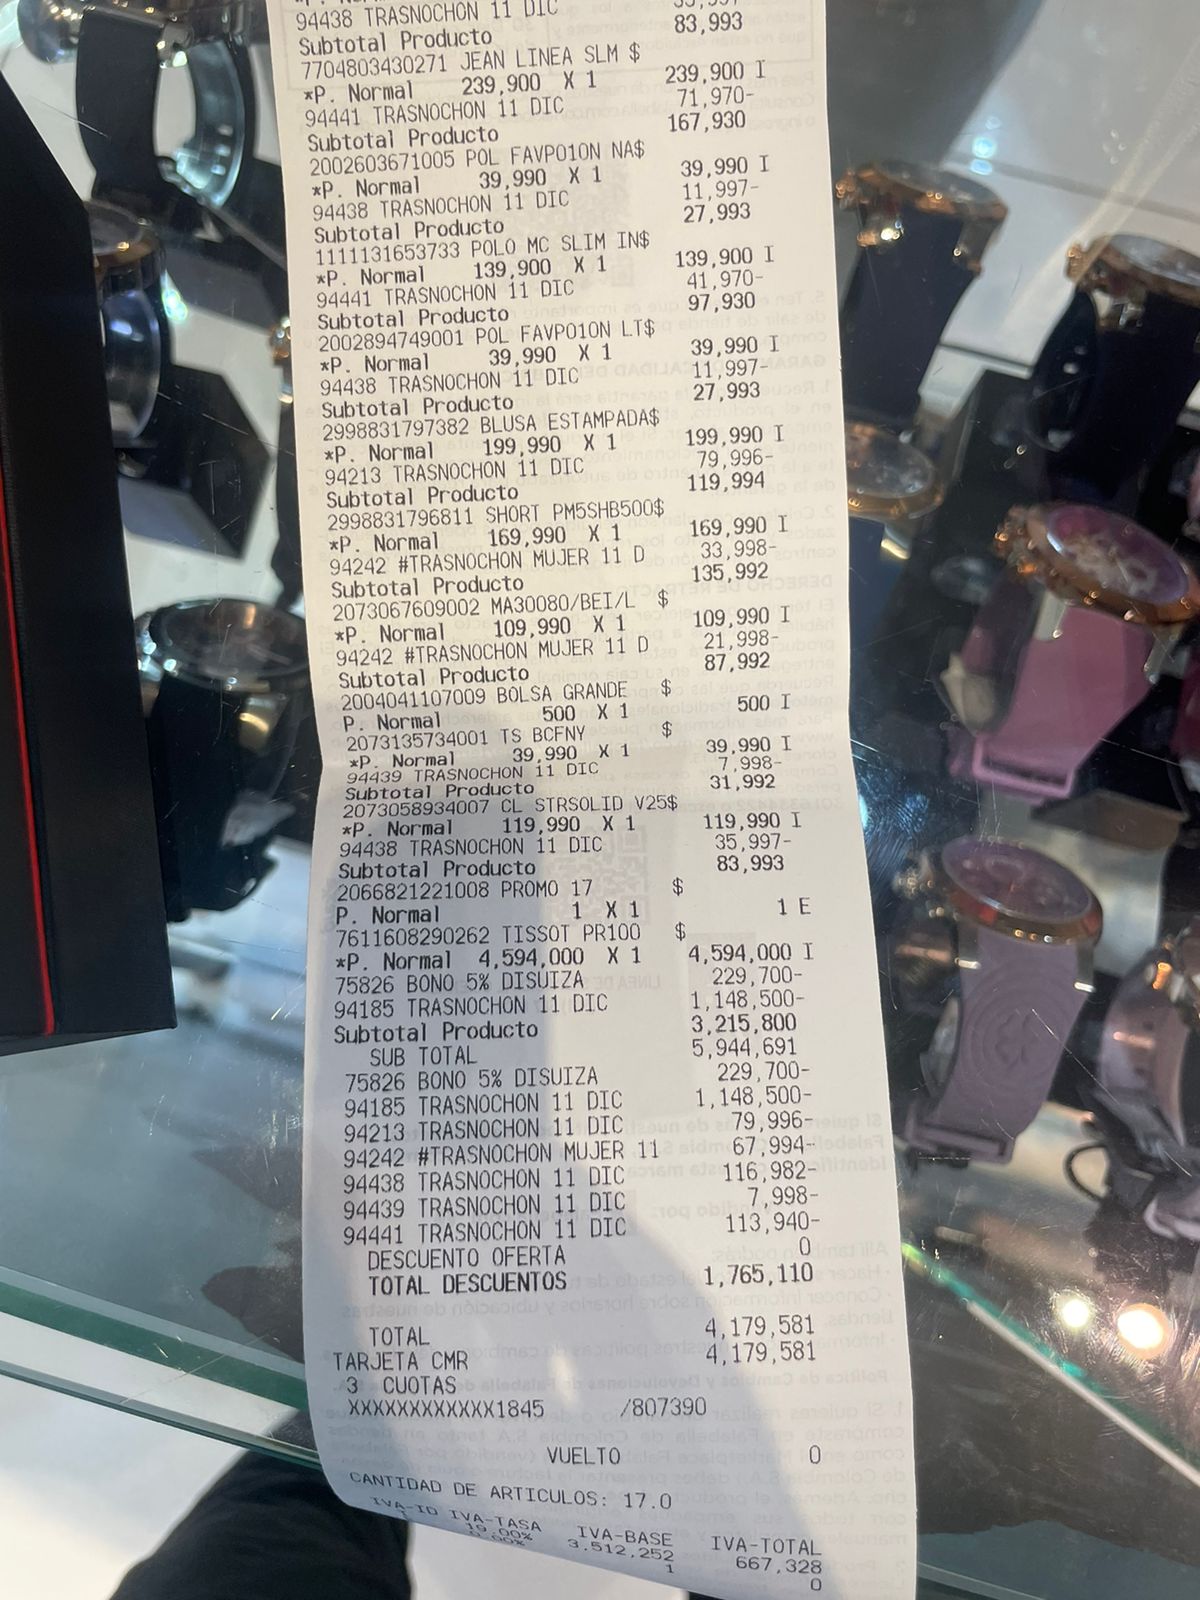 94438 TRASNOCHON 11 DIC
Subtotal Producto 83,993
7704803430271 JEAN LINEA SLM $
*P. Normal 239,900 X 1 239,900 I
94441 TRASNOCHON 11 DIC 71,970-
Subtotal Producto 167,930
2002603671005 POL FAVPO1ON NA$
*P. Normal 39,990 X 1 39,990 I
94438 TRASNOCHON 11 DIC 11,997-
Subtotal Producto 27,993
1111131653733 POLO MC SLIM IN$
*P. Normal 139,900 X 1 139,900 I
94441 TRASNOCHON 11 DIC 41,970-
Subtotal Producto 97,930
2002894749001 POL FAVPO1ON LT$
*P. Normal 39,990 X 1 39,990 I
94438 TRASNOCHON 11 DIC 11,997-
Subtotal Producto 27,993
2998831797382 BLUSA ESTAMPADA$
*P. Normal 199,990 X 1 199,990 I
94213 TRASNOCHON 11 DIC 79,996-
Subtotal Producto 119,994
2998831796811 SHORT PM5SHB500$
*P. Normal 169,990 X 1 169,990 I
94242 #TRASNOCHON MUJER 11 D 33,998-
Subtotal Producto 135,992
2073067609002 MA30080/BEI/L $
*P. Normal 109,990 X 1 109,990 I
94242 #TRASNOCHON MUJER 11 D 21,998-
Subtotal Producto 87,992
2004041107009 BOLSA GRANDE $
P. Normal 500 X 1 500 I
2073135734001 TS BCFNY $
*P. Normal 39,990 X 1 39,990 I
94439 TRASNOCHON 11 DIC 7,998-
Subtotal Producto 31,992
2073058934007 CL STRSOLID V25$
*P. Normal 119,990 X 1 119,990 I
94438 TRASNOCHON 11 DIC 35,997-
Subtotal Producto 83,993
2066821221008 PROMO 17 $
P. Normal 1 X 1 1 E
7611608290262 TISSOT PR100 $
*P. Normal 4,594,000 X 1 4,594,000 I
75826 BONO 5% DISUIZA 229,700-
94185 TRASNOCHON 11 DIC 1,148,500-
Subtotal Producto 3,215,800
SUB TOTAL 5,944,691
75826 BONO 5% DISUIZA 229,700-
94185 TRASNOCHON 11 DIC 1,148,500-
94213 TRASNOCHON 11 DIC 79,996-
94242 #TRASNOCHON MUJER 11 67,994-
94438 TRASNOCHON 11 DIC 116,982-
94439 TRASNOCHON 11 DIC 7,998-
94441 TRASNOCHON 11 DIC 113,940-
DESCUENTO OFERTA 0
TOTAL DESCUENTOS 1,765,110
TOTAL 4,179,581
TARJETA CMR 4,179,581
3 CUOTAS
XXXXXXXXXXXX1845 /807390
VUELTO 0
CANTIDAD DE ARTICULOS: 17.0
IVA-ID IVA-TASA IVA-BASE IVA-TOTAL
19.00% 3.512,252 667,328
0.00% 1 0